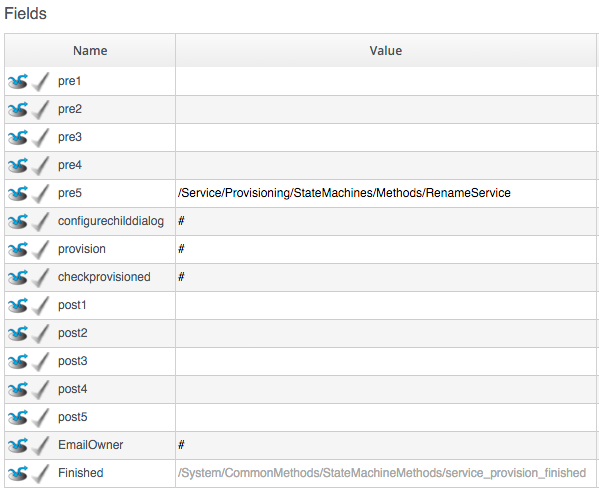 Fields
Name Value
pre1
pre2
pre3
pre4
pre5 /Service/Provisioning/StateMachines/Methods/RenameService
configurechilddialog #
provision #
checkprovisioned #
post1
post2
post3
post4
post5
EmailOwner #
Finished /System/CommonMethods/StateMachineMethods/service_provision_finished